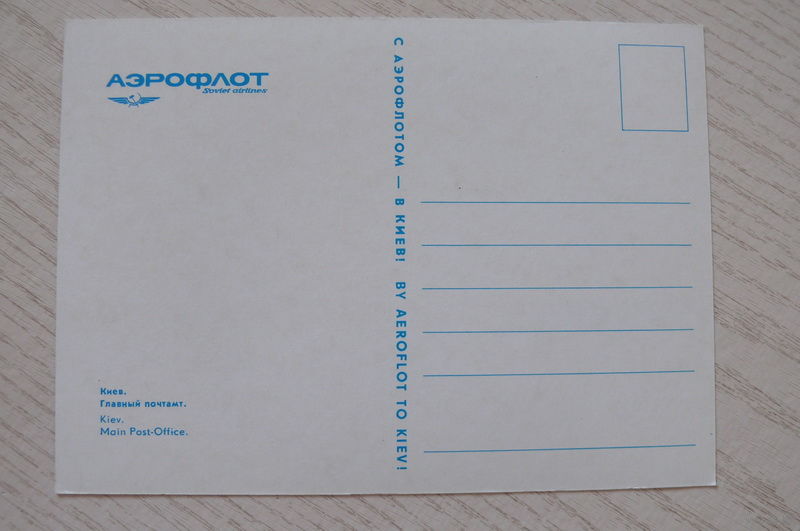 АЭРОФЛОТ
Soviet airlines
С АЭРОФЛОТОМ — В КИЕВ! BY AEROFLOT TO KIEV!
Киев.
Главный почтамт.
Kiev.
Main Post-Office.